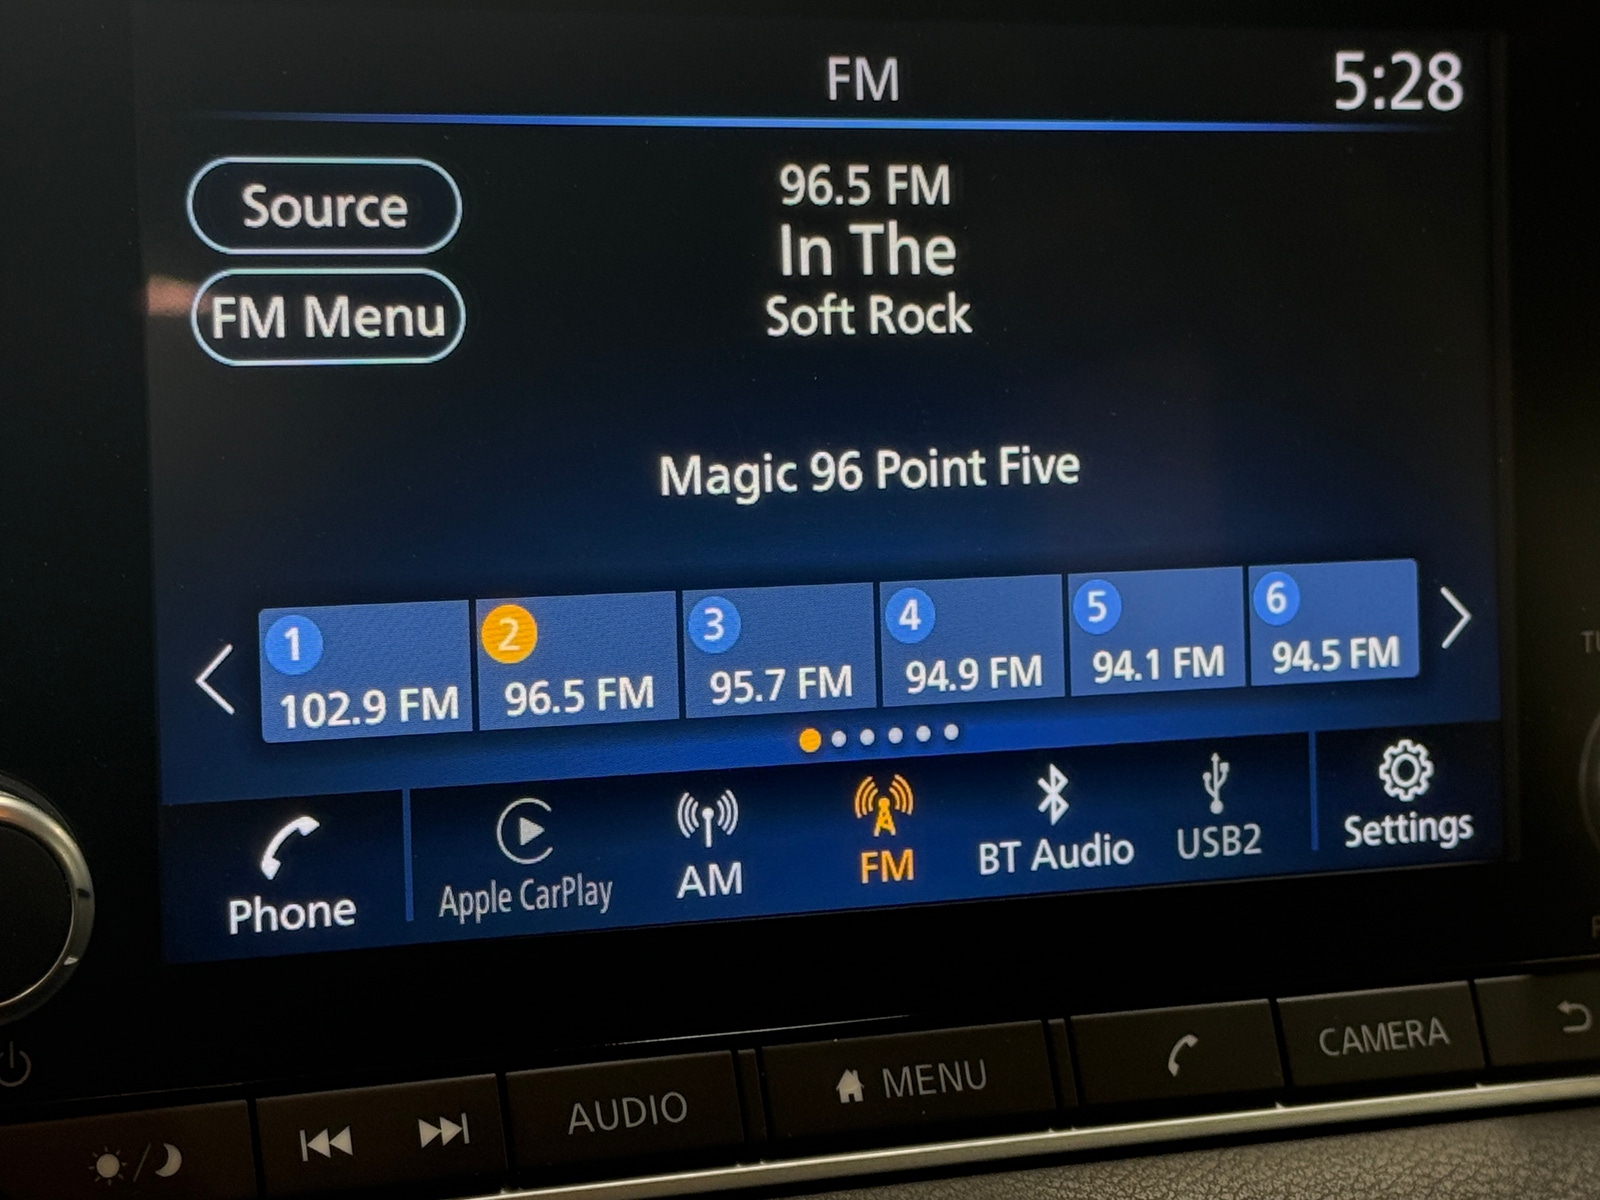 FM
5:28
Source
FM Menu
96.5 FM
In The
Soft Rock
Magic 96 Point Five
1
102.9 FM
2
96.5 FM
3
95.7 FM
4
94.9 FM
5
94.1 FM
6
94.5 FM
Phone
Apple CarPlay
AM
FM
BT Audio
USB2
Settings
AUDIO
MENU
CAMERA